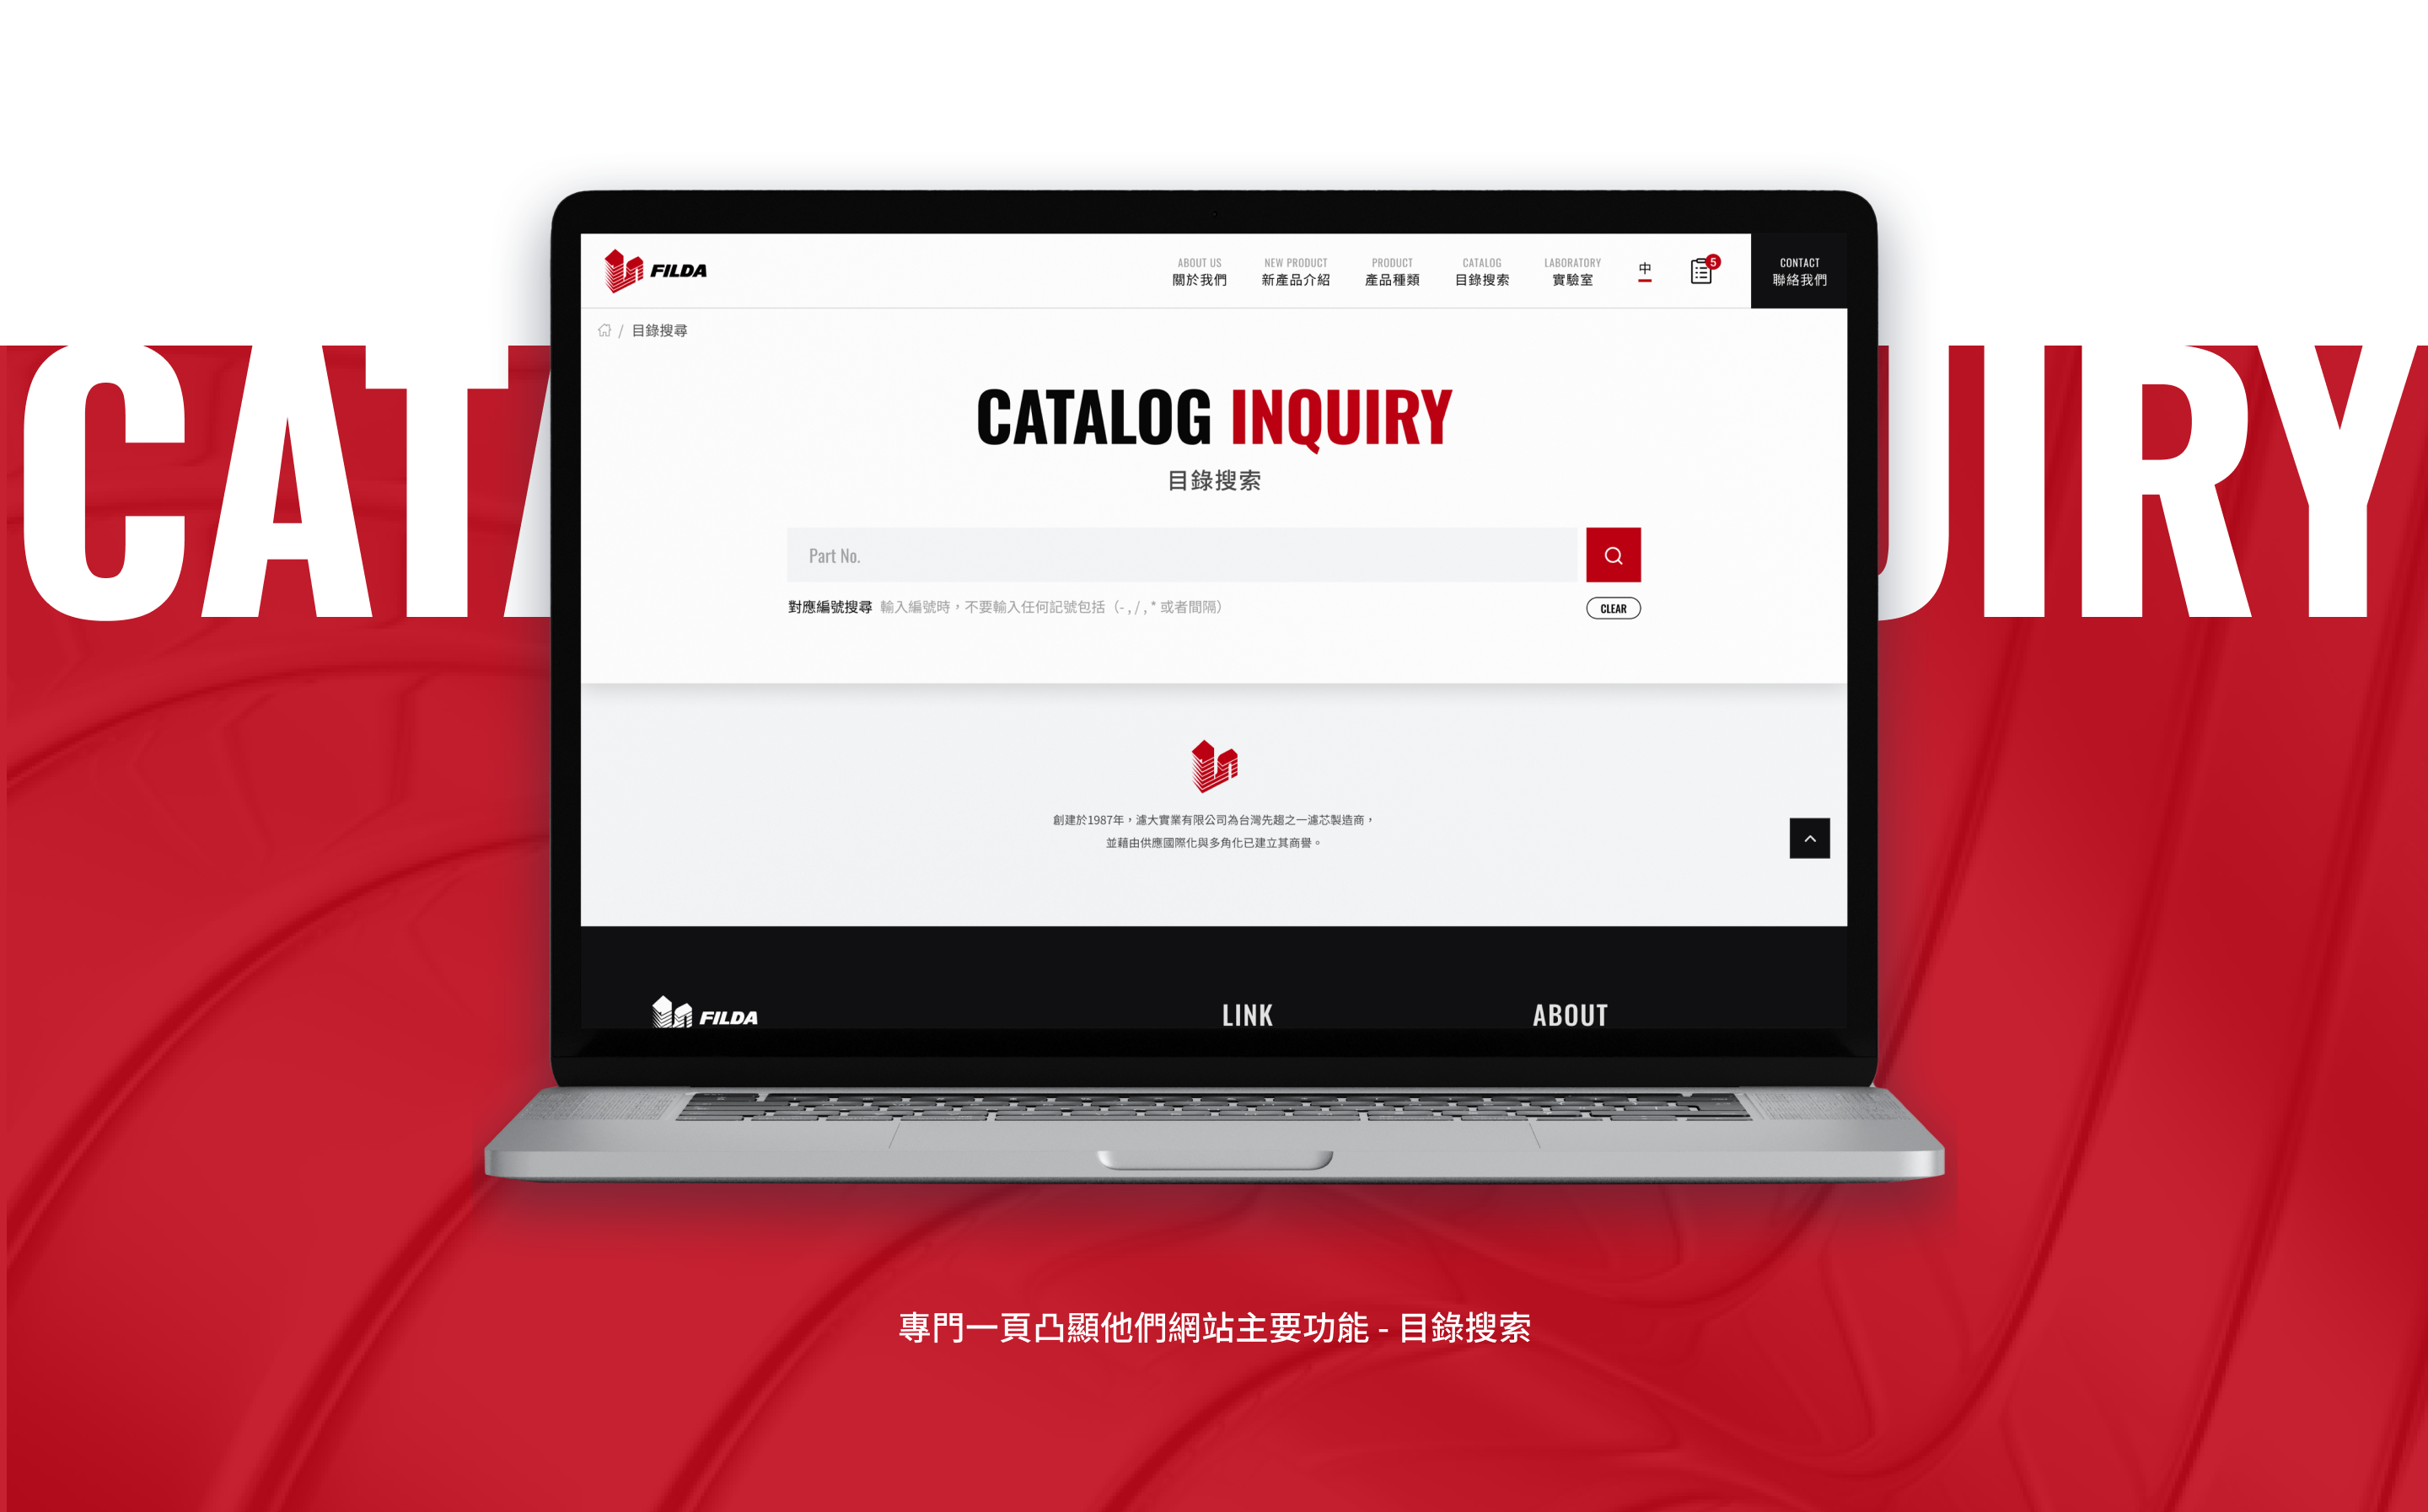 CATA UIRY
FILDA
ABOUT US
關於我們
NEW PRODUCT
新產品介紹
PRODUCT
產品種類
CATALOG
目錄搜索
LABORATORY
實驗室
中
5
CONTACT
聯絡我們
/ 目錄搜尋
CATALOG INQUIRY
目錄搜索
Part No.
對應編號搜尋 輸入編號時，不要輸入任何記號包括（- , / , * 或者間隔）
CLEAR
創建於1987年，濾大實業有限公司為台灣先趨之一濾芯製造商，
並藉由供應國際化與多角化已建立其商譽。
FILDA
LINK
ABOUT
專門一頁凸顯他們網站主要功能 - 目錄搜索